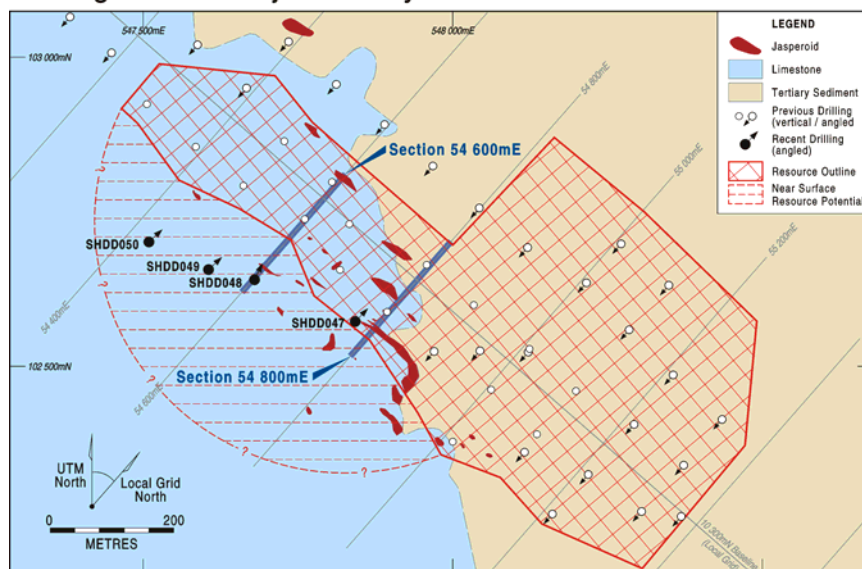 547 500mE
548 000mE
103 000mN
54 800mE
55 000mE
55 200mE
LEGEND
Jasperoid
Limestone
Tertiary Sediment
Previous Drilling
(vertical / angled)
Recent Drilling
(angled)
Resource Outline
Near Surface
Resource Potential
Section 54 600mE
?
SHDD050
SHDD049
SHDD048
SHDD047
54 400mE
Section 54 800mE
102 500mN
54 600mE
?
?
UTM
North
Local Grid
North
0
200
METRES
10 300mN Baseline
(Local Grid)